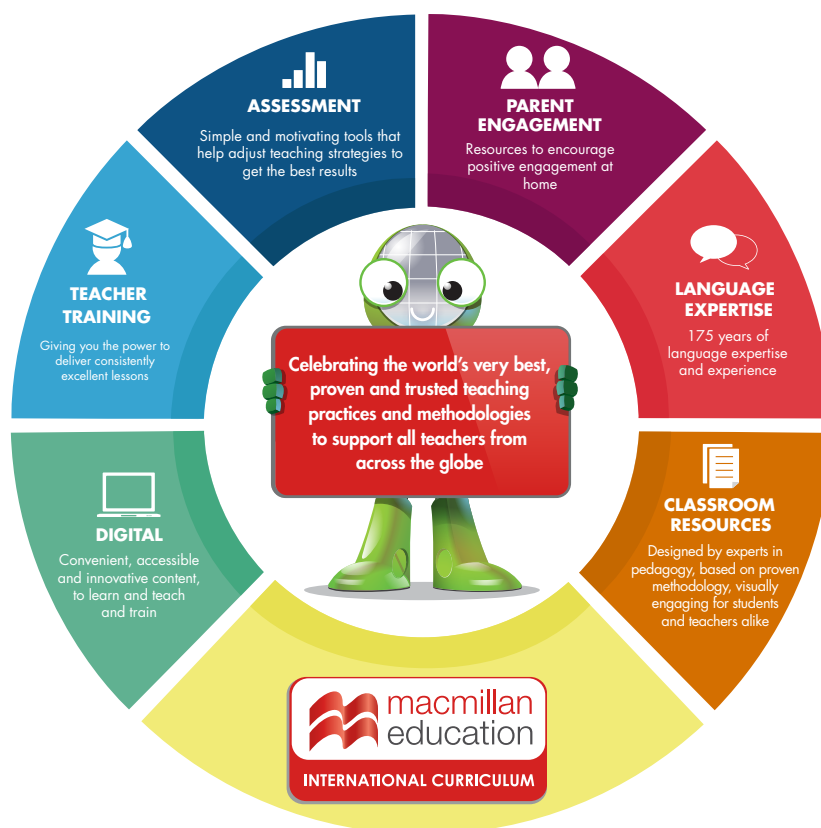 ASSESSMENT
Simple and motivating tools that
help adjust teaching strategies to
get the best results
PARENT
ENGAGEMENT
Resources to encourage
positive engagement at
home
LANGUAGE
EXPERTISE
175 years of
language expertise
and experience
CLASSROOM
RESOURCES
Designed by experts in
pedagogy, based on proven
methodology, visually
engaging for students
and teachers alike
macmillan
education
INTERNATIONAL CURRICULUM
DIGITAL
Convenient, accessible
and innovative content,
to learn and teach
and train
TEACHER
TRAINING
Giving you the power to
deliver consistently
excellent lessons
Celebrating the world's very best,
proven and trusted teaching
practices and methodologies
to support all teachers from
across the globe